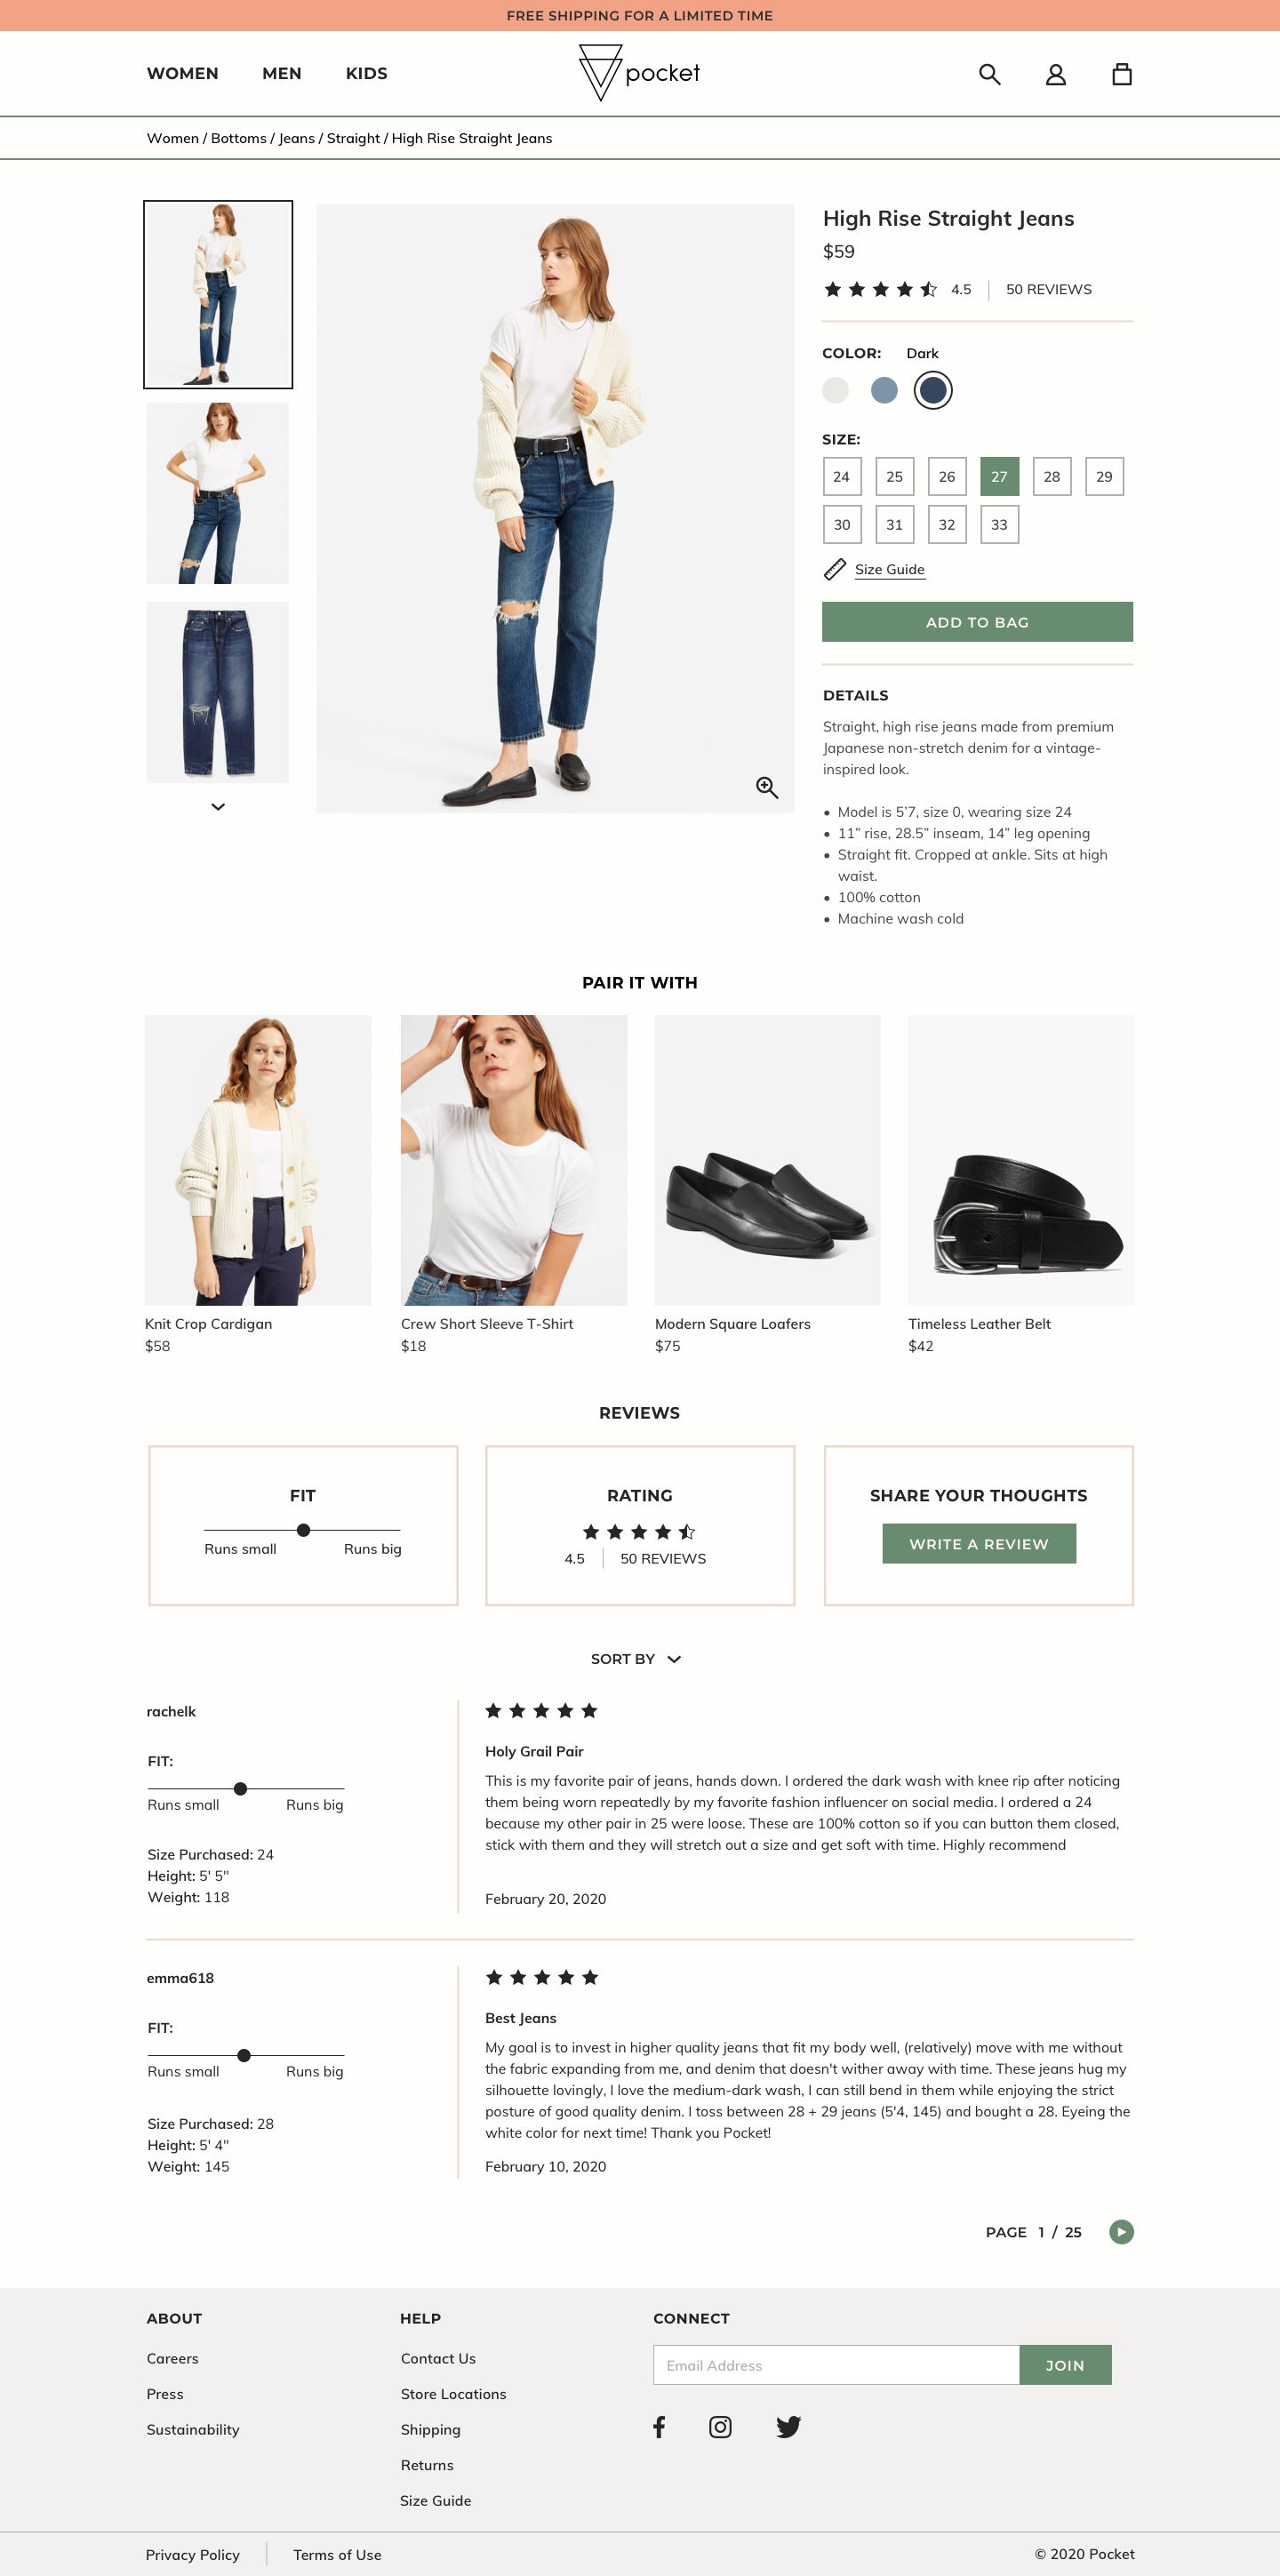 FREE SHIPPING FOR A LIMITED TIME
WOMEN MEN KIDS
pocket
Women / Bottoms / Jeans / Straight / High Rise Straight Jeans
High Rise Straight Jeans
$59
4.5 50 REVIEWS
COLOR: Dark
SIZE:
24 25 26 27 28 29
30 31 32 33
Size Guide
ADD TO BAG
DETAILS
Straight, high rise jeans made from premium
Japanese non-stretch denim for a vintage-
inspired look.
• Model is 5’7, size 0, wearing size 24
• 11” rise, 28.5” inseam, 14” leg opening
• Straight fit. Cropped at ankle. Sits at high
waist.
• 100% cotton
• Machine wash cold
PAIR IT WITH
Knit Crop Cardigan
$58
Crew Short Sleeve T-Shirt
$18
Modern Square Loafers
$75
Timeless Leather Belt
$42
REVIEWS
FIT
Runs small Runs big
RATING
4.5 50 REVIEWS
SHARE YOUR THOUGHTS
WRITE A REVIEW
SORT BY
rachelk
FIT:
Runs small Runs big
Size Purchased: 24
Height: 5' 5"
Weight: 118
Holy Grail Pair
This is my favorite pair of jeans, hands down. I ordered the dark wash with knee rip after noticing
them being worn repeatedly by my favorite fashion influencer on social media. I ordered a 24
because my other pair in 25 were loose. These are 100% cotton so if you can button them closed,
stick with them and they will stretch out a size and get soft with time. Highly recommend
February 20, 2020
emma618
FIT:
Runs small Runs big
Size Purchased: 28
Height: 5' 4"
Weight: 145
Best Jeans
My goal is to invest in higher quality jeans that fit my body well, (relatively) move with me without
the fabric expanding from me, and denim that doesn't wither away with time. These jeans hug my
silhouette lovingly, I love the medium-dark wash, I can still bend in them while enjoying the strict
posture of good quality denim. I toss between 28 + 29 jeans (5'4, 145) and bought a 28. Eyeing the
white color for next time! Thank you Pocket!
February 10, 2020
PAGE 1 / 25
ABOUT
Careers
Press
Sustainability
HELP
Contact Us
Store Locations
Shipping
Returns
Size Guide
CONNECT
Email Address JOIN
Privacy Policy Terms of Use © 2020 Pocket